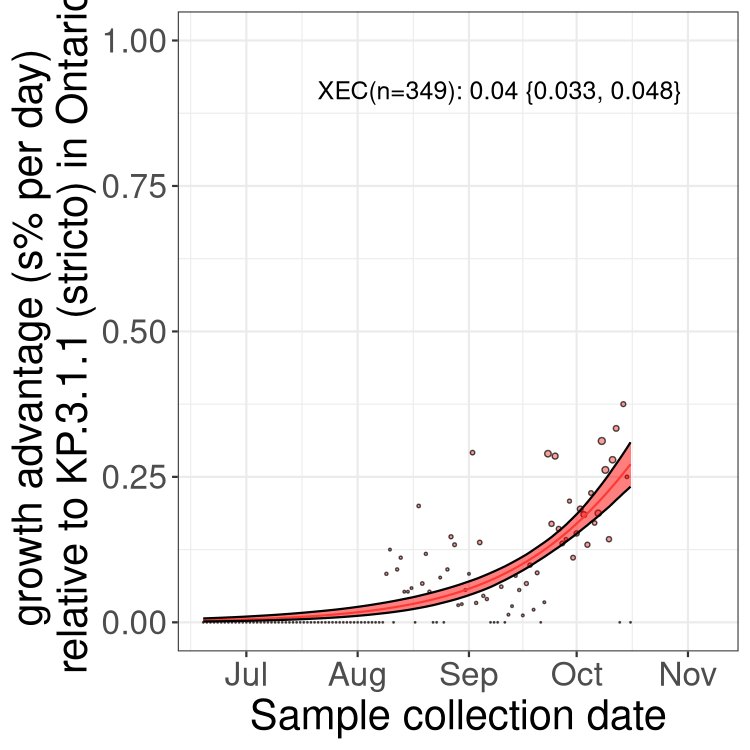 growth advantage (s% per day)
relative to KP.3.1.1 (stricto) in Ontario
1.00
0.75
0.50
0.25
0.00
XEC(n=349): 0.04 {0.033, 0.048}
Jul Aug Sep Oct Nov
Sample collection date